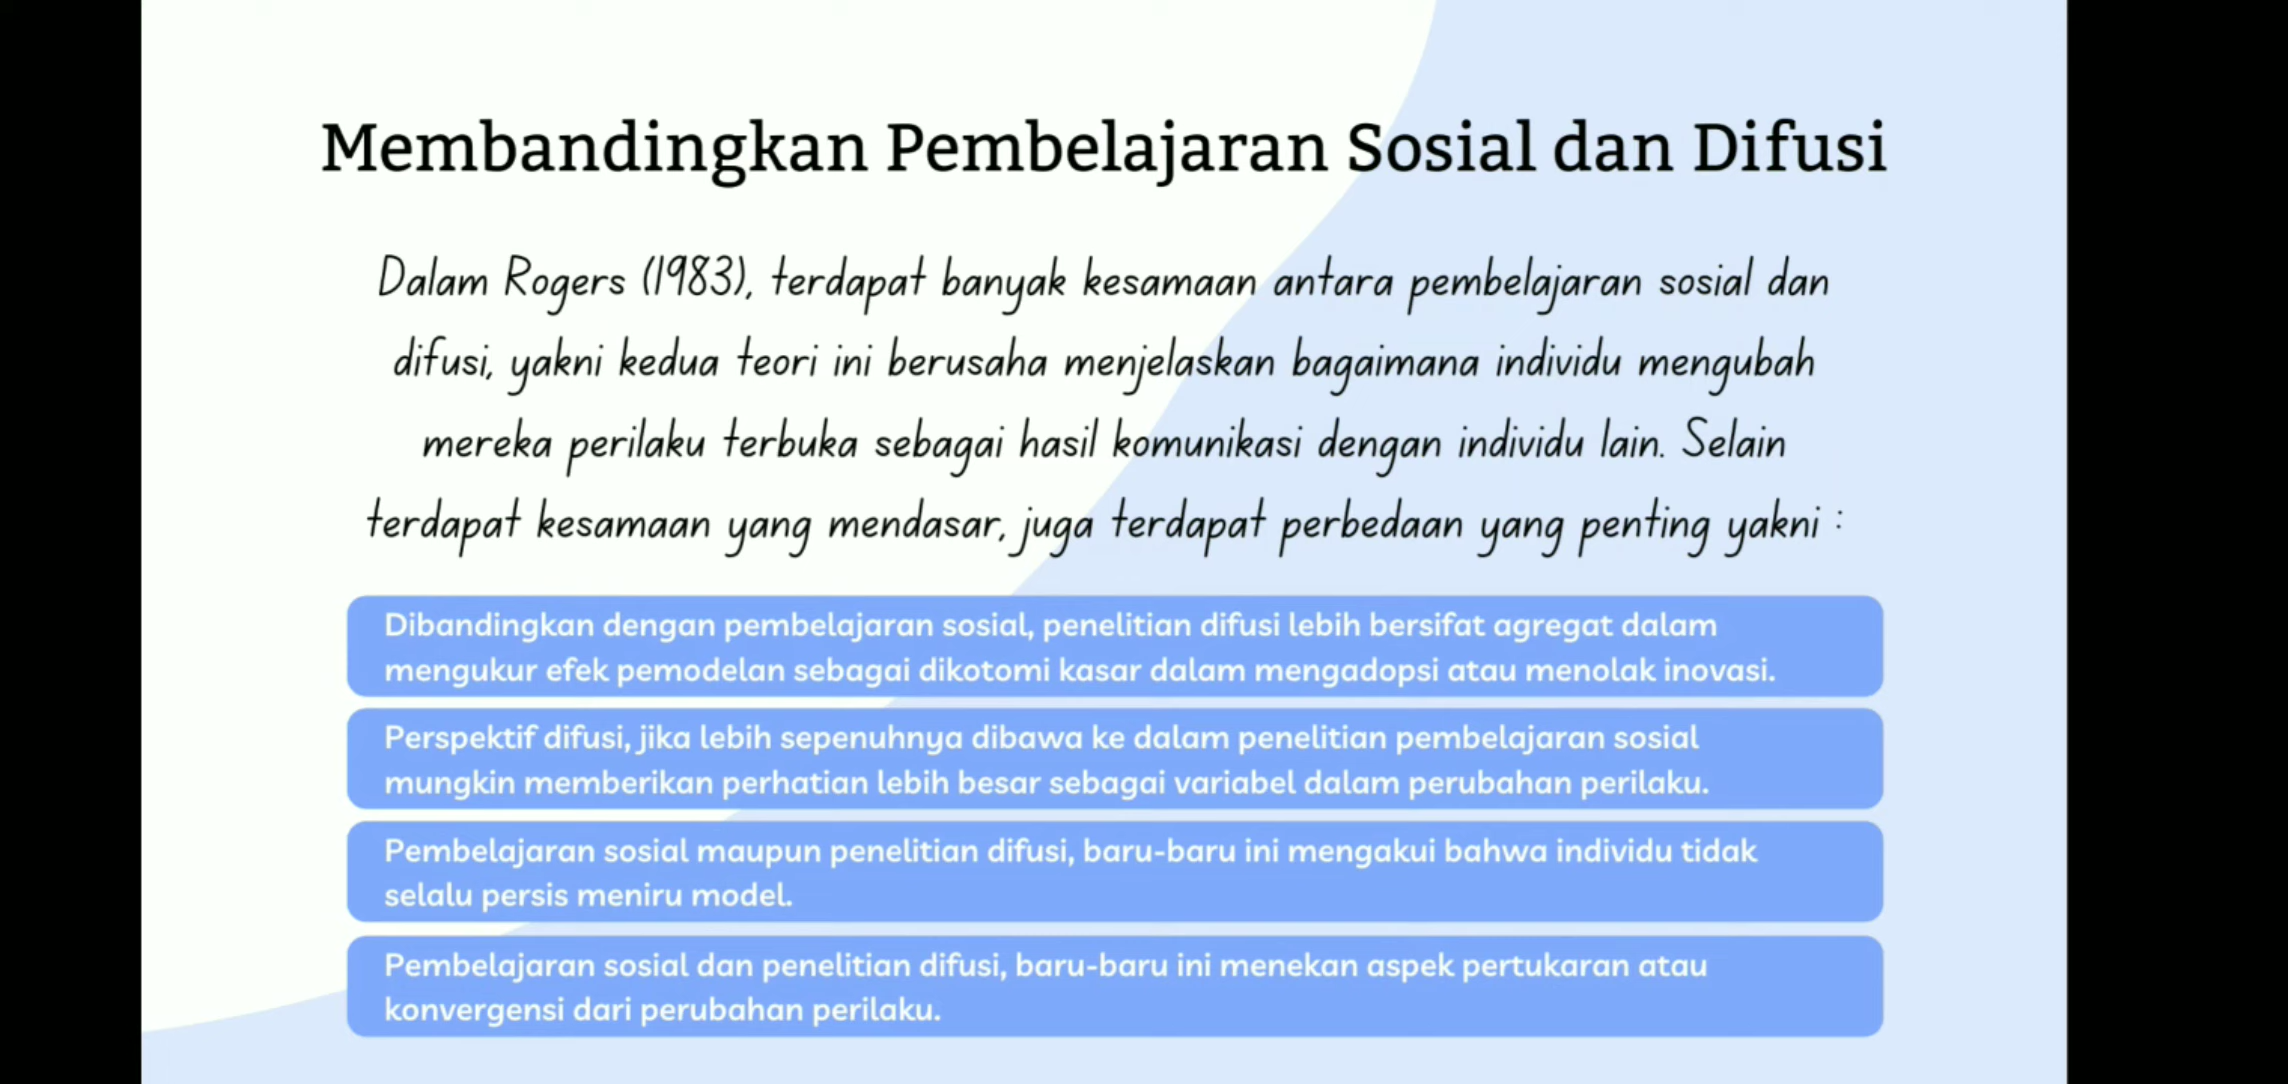 Membandingkan Pembelajaran Sosial dan Difusi
Dalam Rogers (1983), terdapat banyak kesamaan antara pembelajaran sosial dan
difusi, yakni kedua teori ini berusaha menjelaskan bagaimana individu mengubah
mereka perilaku terbuka sebagai hasil komunikasi dengan individu lain. Selain
terdapat kesamaan yang mendasar, juga terdapat perbedaan yang penting yakni :
Dibandingkan dengan pembelajaran sosial, penelitian difusi lebih bersifat agregat dalam
mengukur efek pemodelan sebagai dikotomi kasar dalam mengadopsi atau menolak inovasi.
Perspektif difusi, jika lebih sepenuhnya dibawa ke dalam penelitian pembelajaran sosial
mungkin memberikan perhatian lebih besar sebagai variabel dalam perubahan perilaku.
Pembelajaran sosial maupun penelitian difusi, baru-baru ini mengakui bahwa individu tidak
selalu persis meniru model.
Pembelajaran sosial dan penelitian difusi, baru-baru ini menekan aspek pertukaran atau
konvergensi dari perubahan perilaku.